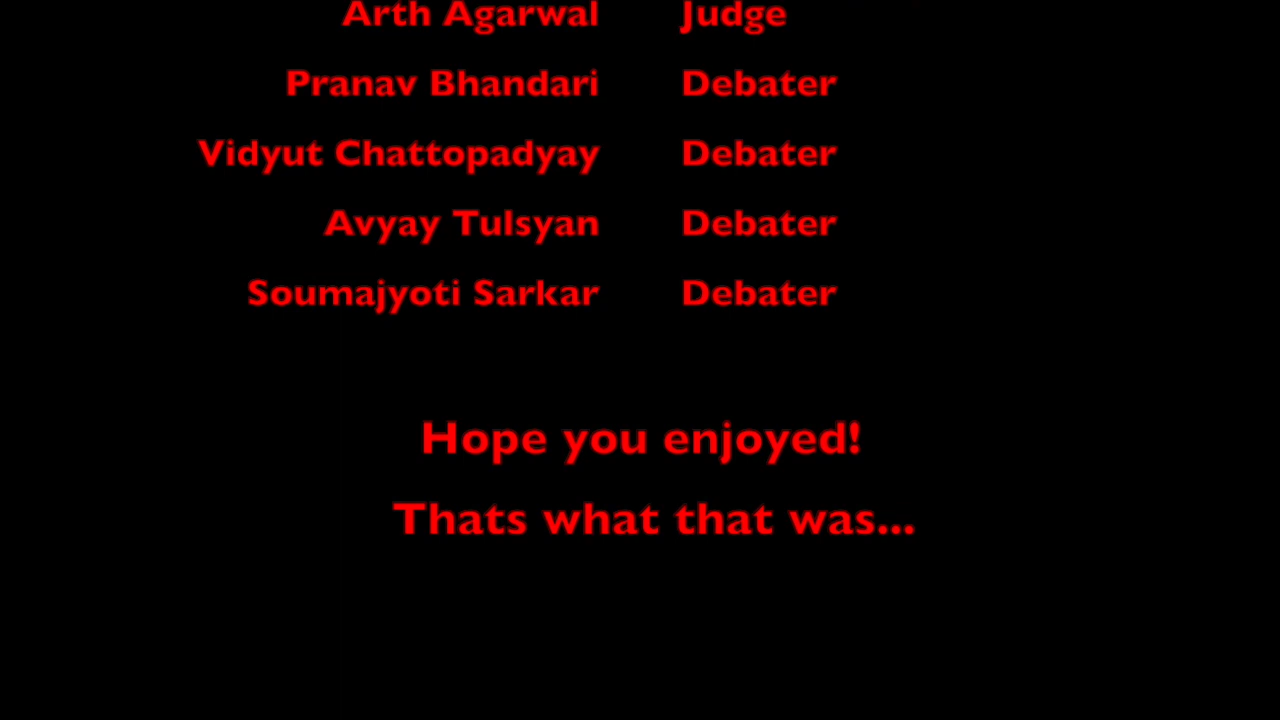 Arth Agarwal Judge
Pranav Bhandari Debater
Vidyut Chattopadyay Debater
Avyay Tulsyan Debater
Soumajyoti Sarkar Debater
Hope you enjoyed!
Thats what that was...